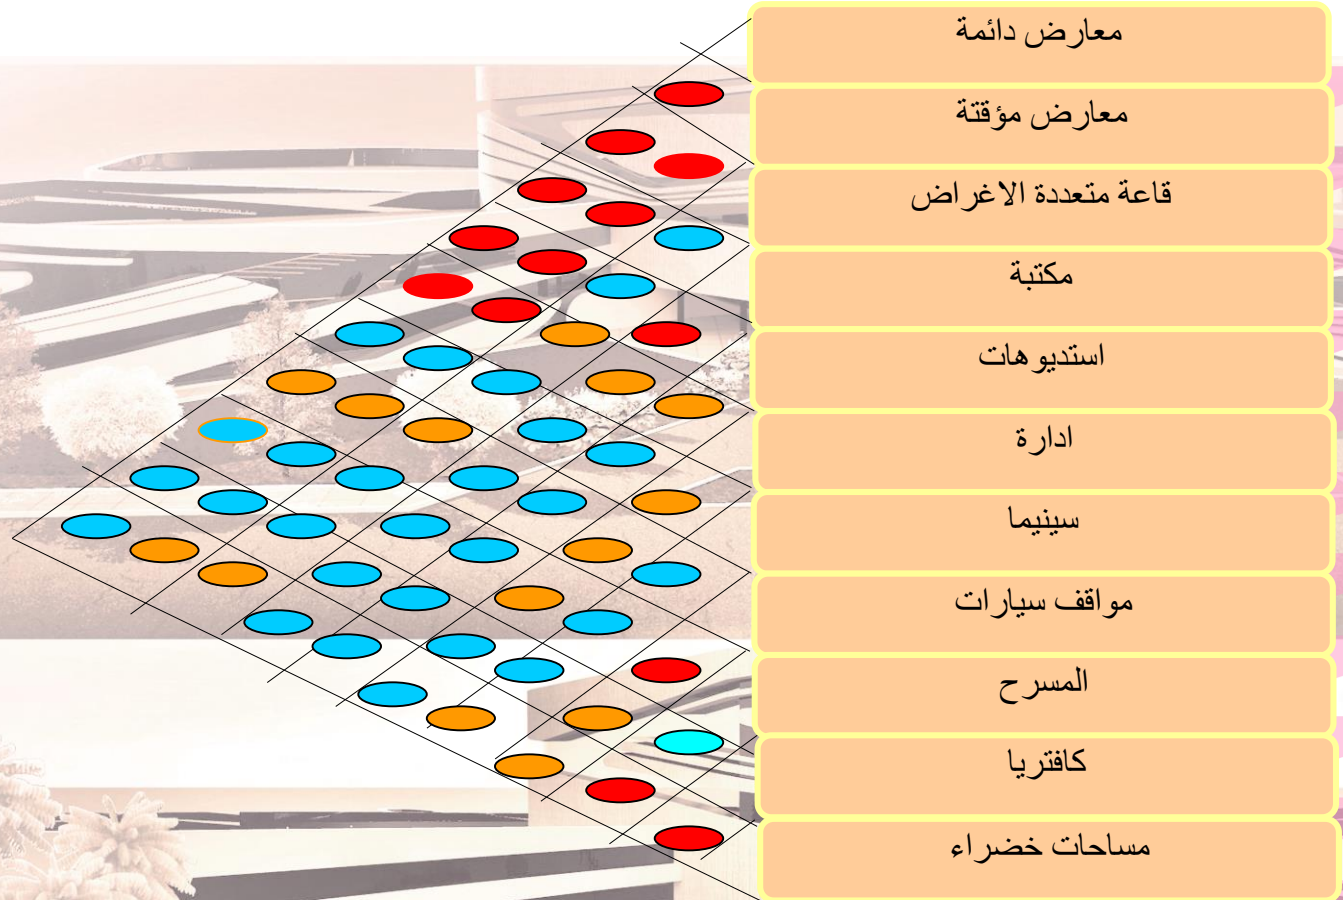 معارض دائمة
معارض مؤقتة
قاعة متعددة الاغراض
مكتبة
استديوهات
ادارة
سينيما
مواقف سيارات
المسرح
كافتريا
مساحات خضراء